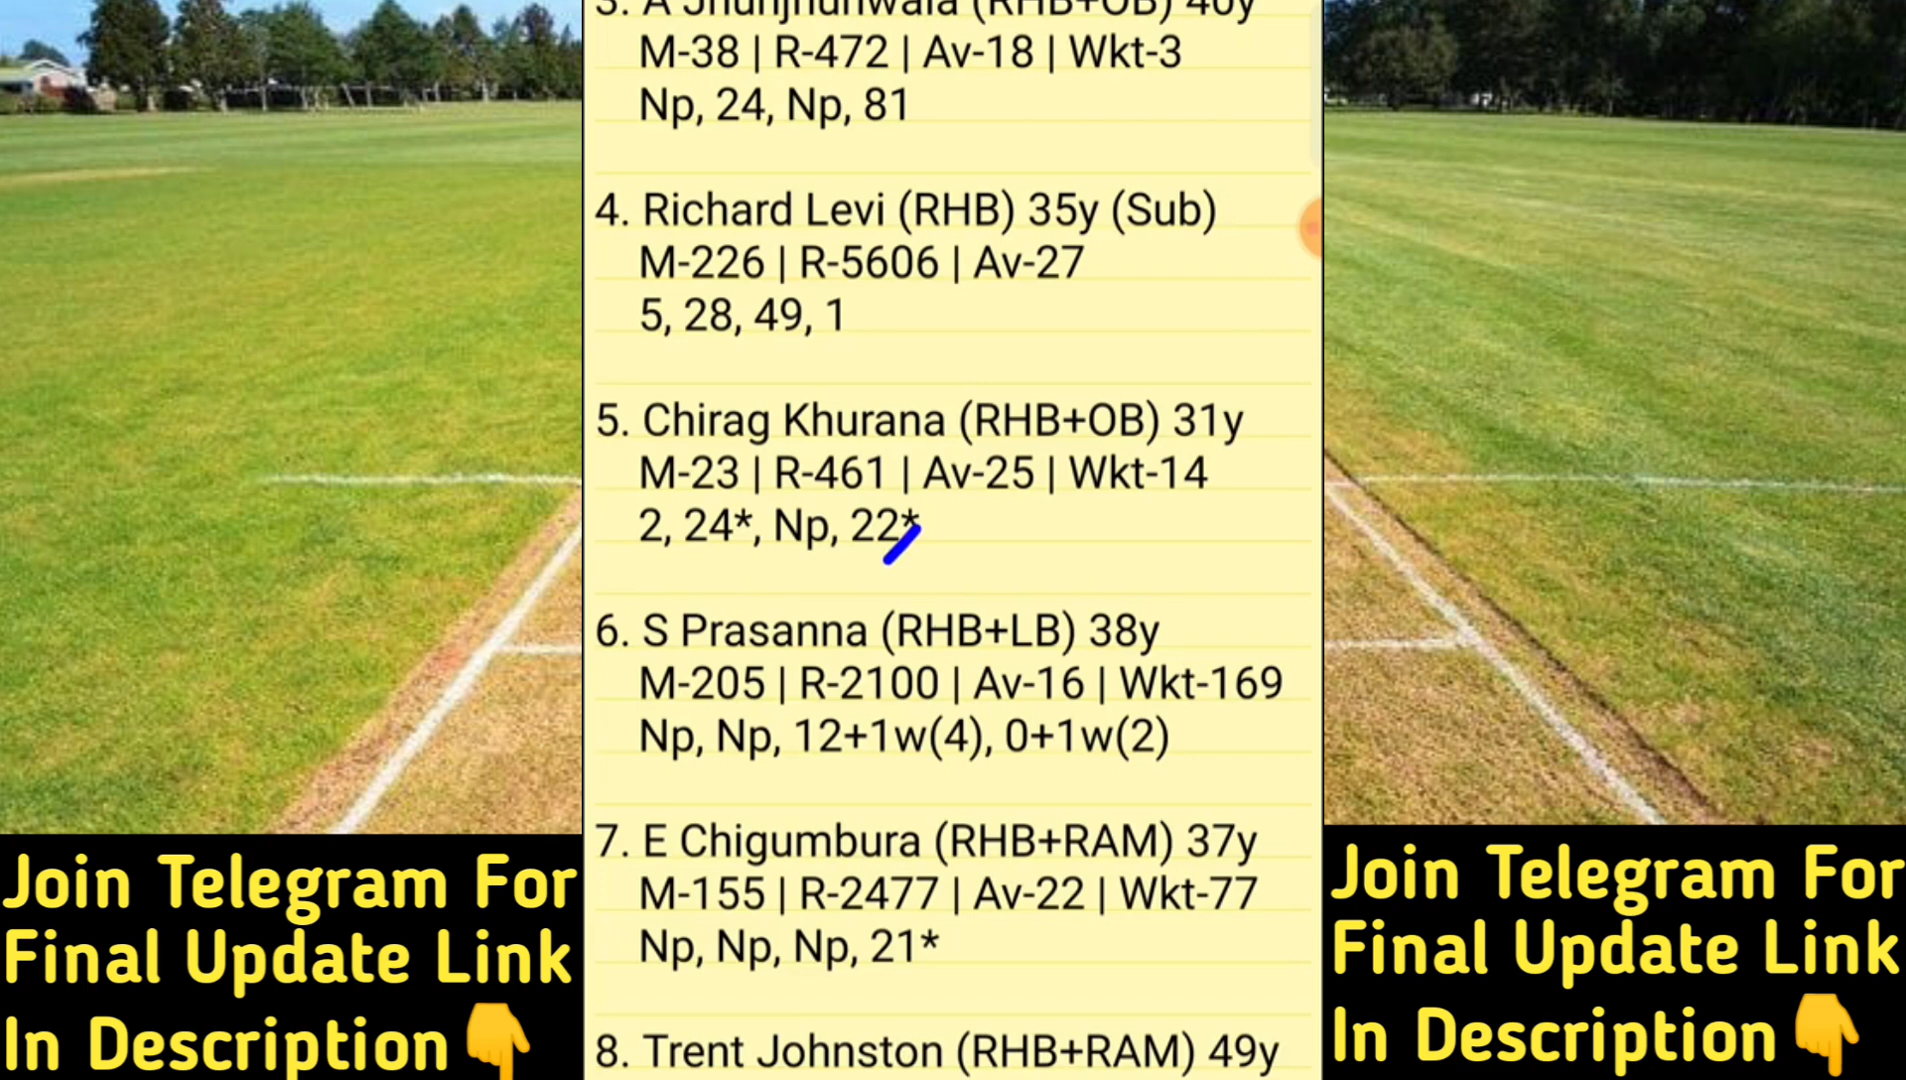 3. A Jhunjhunwala (RHB+OB) 40y
M-38 | R-472 | Av-18 | Wkt-3
Np, 24, Np, 81
4. Richard Levi (RHB) 35y (Sub)
M-226 | R-5606 | Av-27
5, 28, 49, 1
5. Chirag Khurana (RHB+OB) 31y
M-23 | R-461 | Av-25 | Wkt-14
2, 24*, Np, 22*
6. S Prasanna (RHB+LB) 38y
M-205 | R-2100 | Av-16 | Wkt-169
Np, Np, 12+1w(4), 0+1w(2)
7. E Chigumbura (RHB+RAM) 37y
M-155 | R-2477 | Av-22 | Wkt-77
Np, Np, Np, 21*
8. Trent Johnston (RHB+RAM) 49y
Join Telegram For
Final Update Link
In Description👇
Join Telegram For
Final Update Link
In Description👇